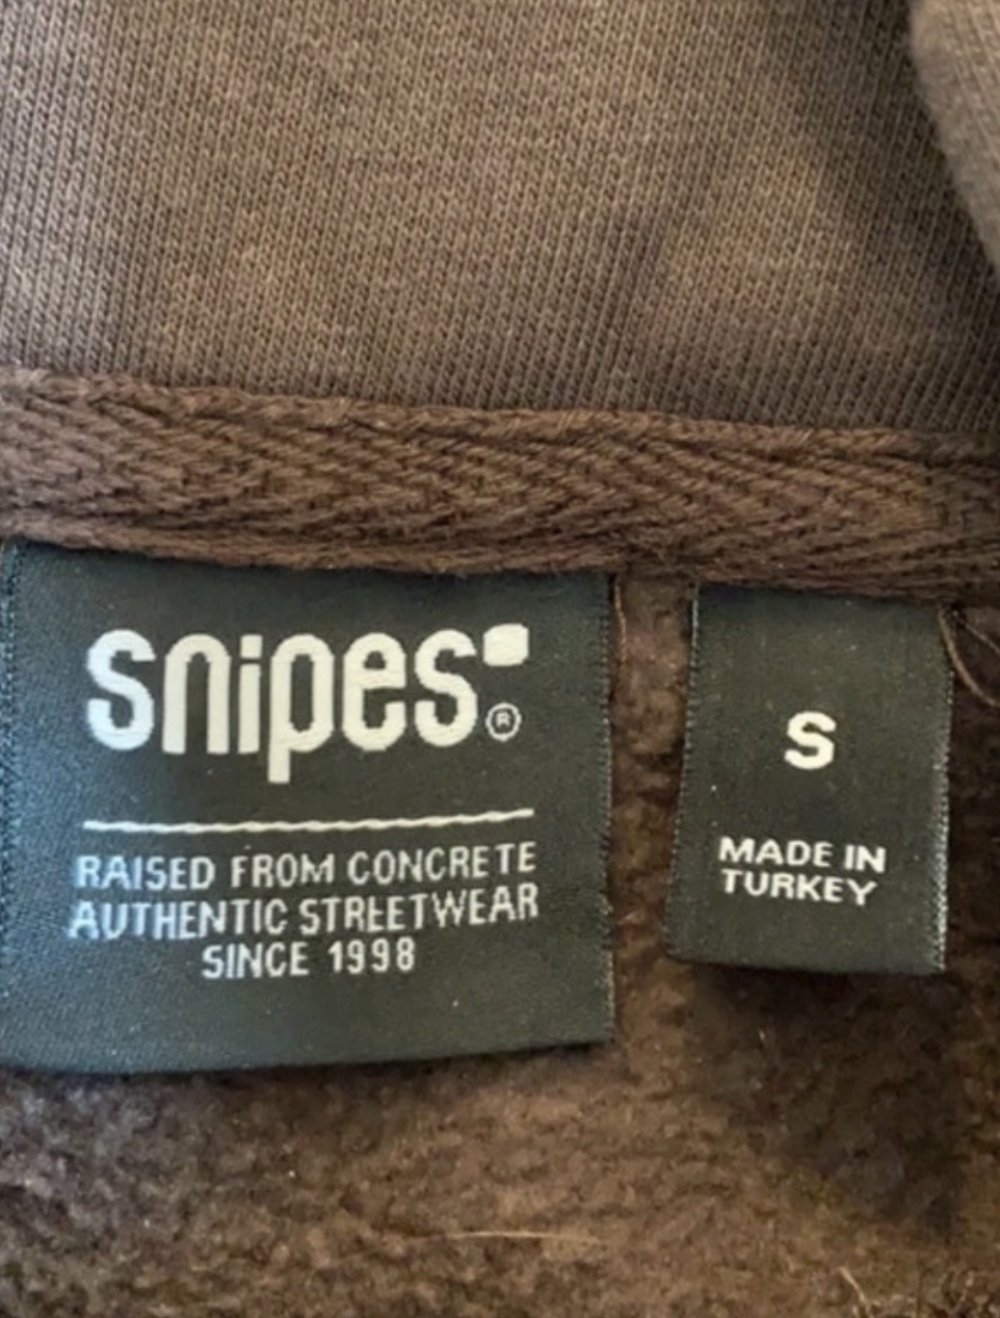 snipes®
RAISED FROM CONCRETE
AUTHENTIC STREETWEAR
SINCE 1998
S
MADE IN
TURKEY